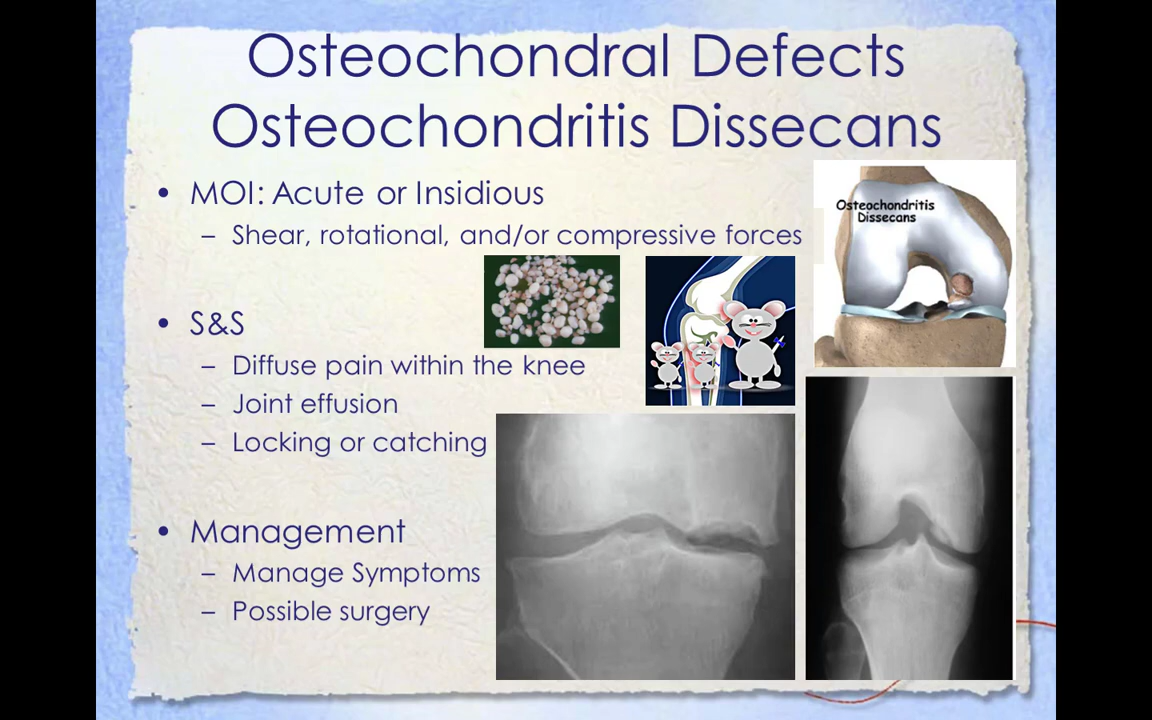 Osteochondral Defects
Osteochondritis Dissecans
• MOI: Acute or Insidious
– Shear, rotational, and/or compressive forces
• S&S
– Diffuse pain within the knee
– Joint effusion
– Locking or catching
• Management
– Manage Symptoms
– Possible surgery
Osteochondritis
Dissecans